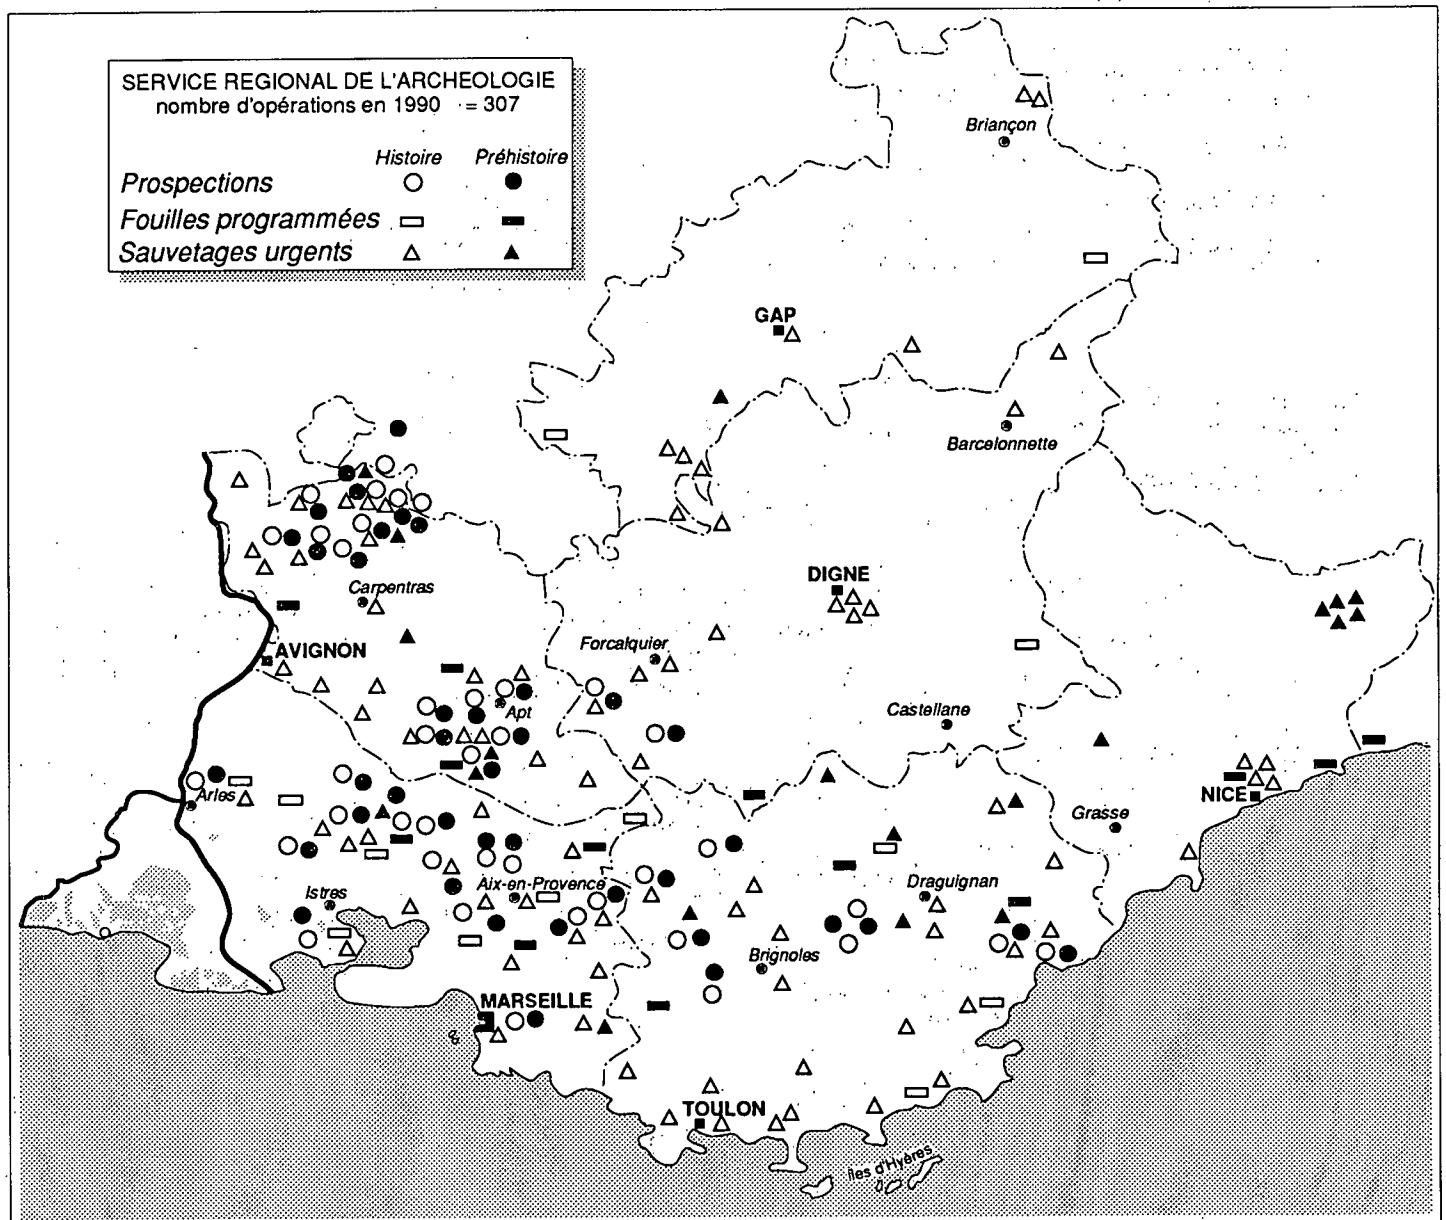 SERVICE REGIONAL DE L'ARCHEOLOGIE
nombre d'opérations en 1990 = 307
Histoire Préhistoire
Prospections
Fouilles programmées
Sauvetages urgents
Briançon
GAP
Barcelonnette
DIGNE
Carpentras
Forcalquier
AVIGNON
Apt
Castellane
Arles
NICE
Grasse
Istres
Aix-en-Provence
Draguignan
Brignoles
MARSEILLE
TOULON
Îles d'Hyères